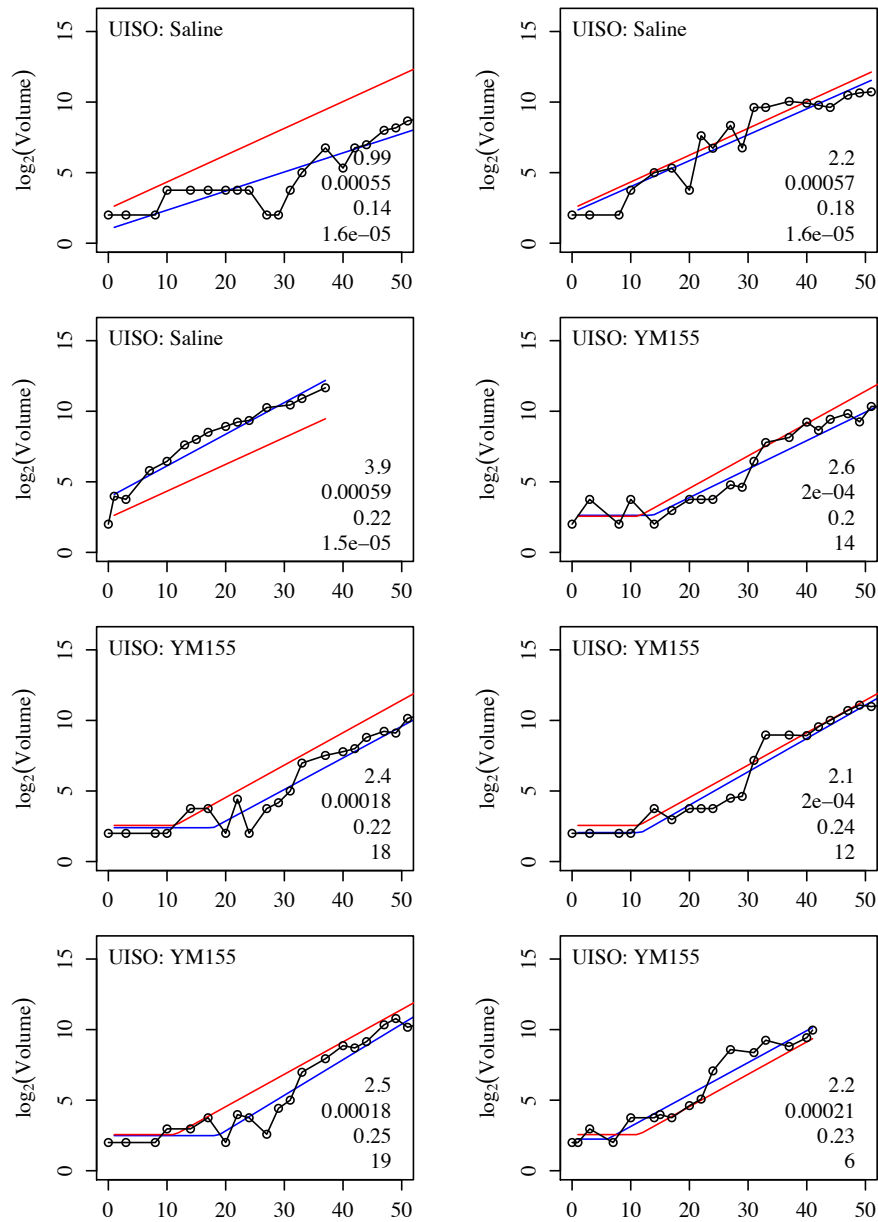 UISO: Saline
log₂(Volume)
0 5 10 15
0.99
0.00055
0.14
1.6e−05
0 10 20 30 40 50
UISO: Saline
log₂(Volume)
0 5 10 15
2.2
0.00057
0.18
1.6e−05
0 10 20 30 40 50
UISO: Saline
log₂(Volume)
0 5 10 15
3.9
0.00059
0.22
1.5e−05
0 10 20 30 40 50
UISO: YM155
log₂(Volume)
0 5 10 15
2.6
2e−04
0.2
14
0 10 20 30 40 50
UISO: YM155
log₂(Volume)
0 5 10 15
2.4
0.00018
0.22
18
0 10 20 30 40 50
UISO: YM155
log₂(Volume)
0 5 10 15
2.1
2e−04
0.24
12
0 10 20 30 40 50
UISO: YM155
log₂(Volume)
0 5 10 15
2.5
0.00018
0.25
19
0 10 20 30 40 50
UISO: YM155
log₂(Volume)
0 5 10 15
2.2
0.00021
0.23
6
0 10 20 30 40 50